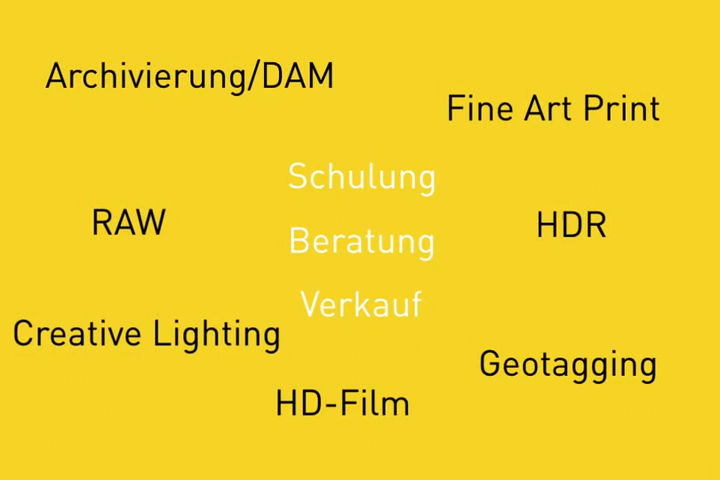 Archivierung/DAM
Fine Art Print
Schulung
RAW
HDR
Beratung
Verkauf
Creative Lighting
Geotagging
HD-Film